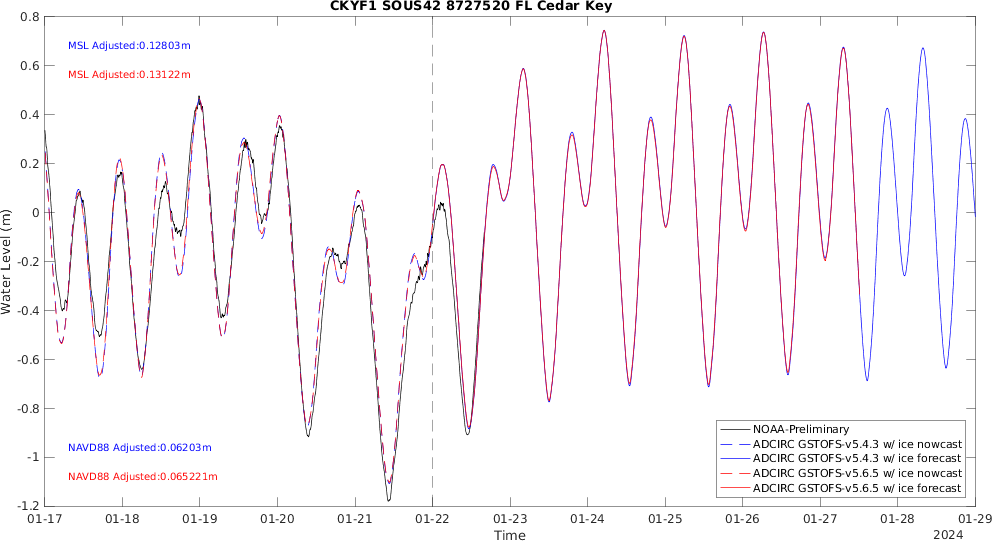 CKYF1 SOUS42 8727520 FL Cedar Key
0.8
0.6
0.4
0.2
0
-0.2
-0.4
-0.6
-0.8
-1
-1.2
Water Level (m)
MSL Adjusted:0.12803m
MSL Adjusted:0.13122m
NAVD88 Adjusted:0.06203m
NAVD88 Adjusted:0.065221m
NOAA-Preliminary
ADCIRC GSTOFS-v5.4.3 w/ ice nowcast
ADCIRC GSTOFS-v5.4.3 w/ ice forecast
ADCIRC GSTOFS-v5.6.5 w/ ice nowcast
ADCIRC GSTOFS-v5.6.5 w/ ice forecast
01-17 01-18 01-19 01-20 01-21 01-22 01-23 01-24 01-25 01-26 01-27 01-28 01-29
Time
2024